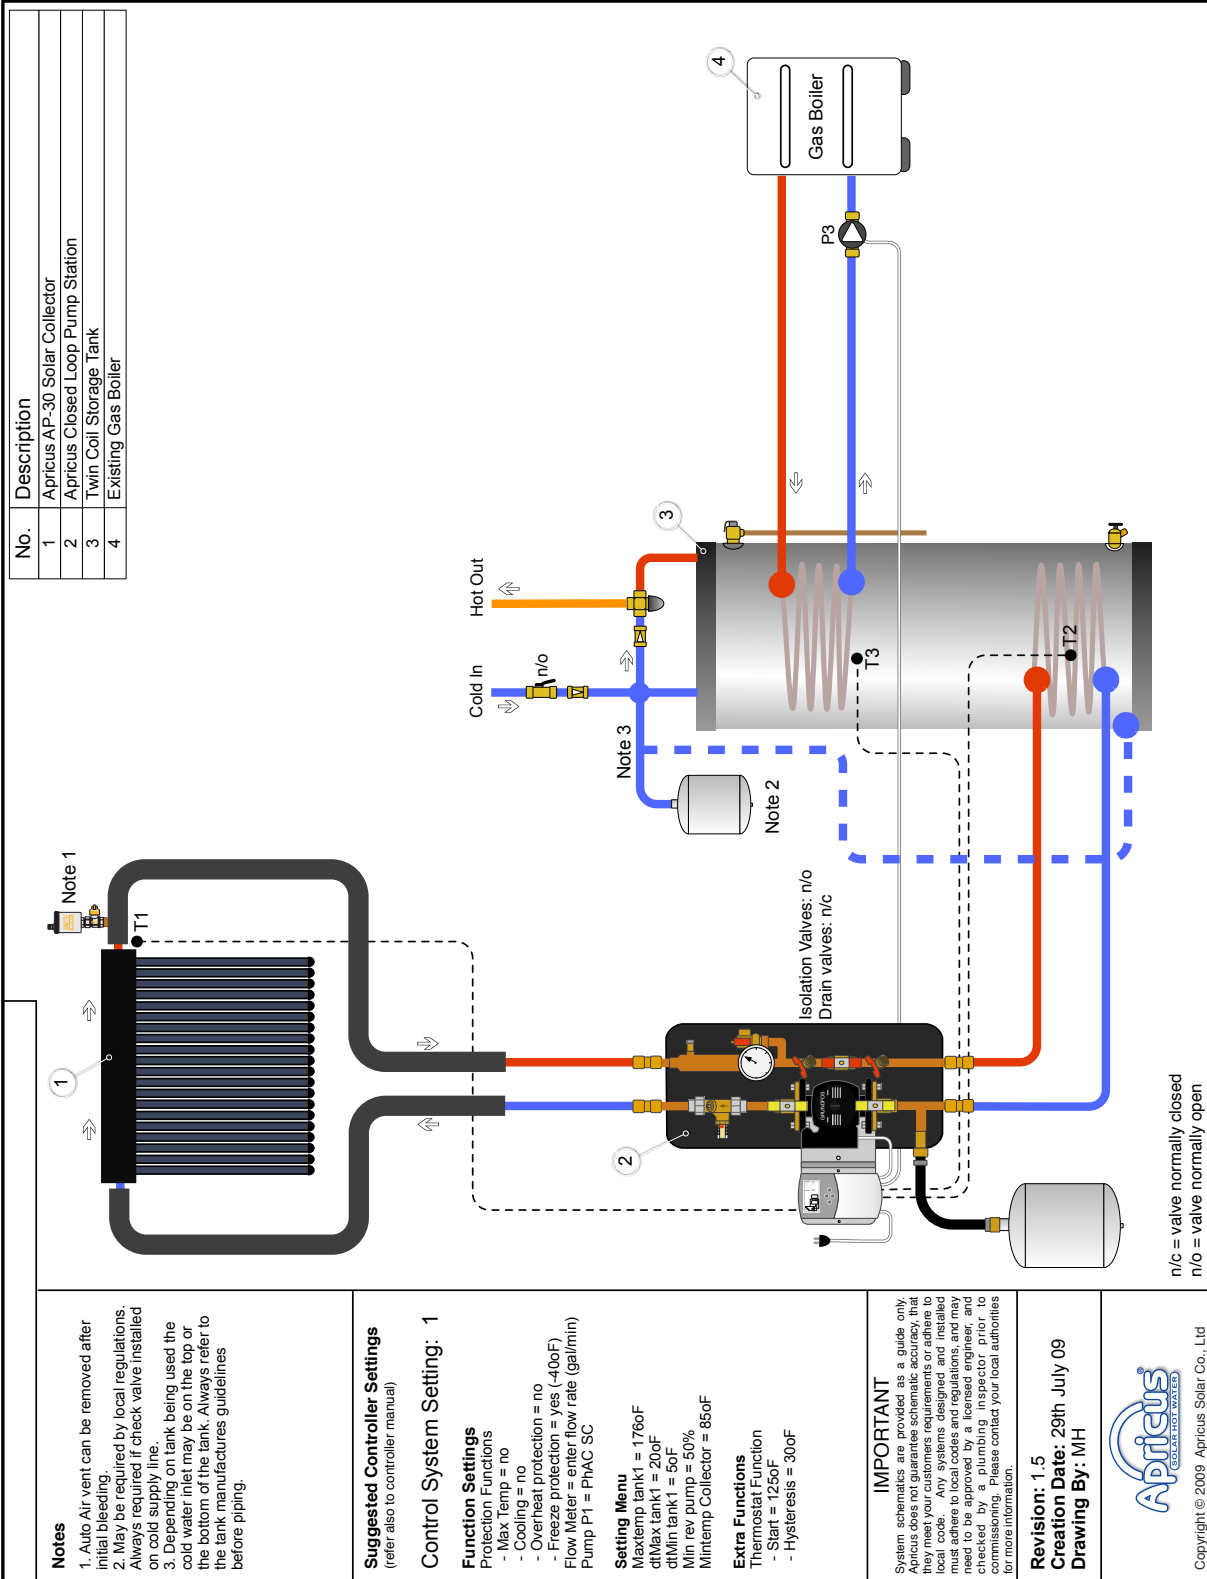 No. Description
1 Apricus AP-30 Solar Collector
2 Apricus Closed Loop Pump Station
3 Twin Coil Storage Tank
4 Existing Gas Boiler
1
Note 1
T1
2
Isolation Valves: n/o
Drain valves: n/c
GRUNDFOS
Cold In
Hot Out
n/o
Note 3
Note 2
3
T3
T2
P3
4
Gas Boiler
n/c = valve normally closed
n/o = valve normally open
Notes
1. Auto Air vent can be removed after
initial bleeding.
2. May be required by local regulations.
Always required if check valve installed
on cold supply line.
3. Depending on tank being used the
cold water inlet may be on the top or
the bottom of the tank. Always refer to
the tank manufactures guidelines
before piping.
Suggested Controller Settings
(refer also to controller manual)
Control System Setting: 1
Function Settings
Protection Functions
- Max Temp = no
- Cooling = no
- Overheat protection = no
- Freeze protection = yes (-40oF)
Flow Meter = enter flow rate (gal/min)
Pump P1 = PhAC SC
Setting Menu
Maxtemp tank1 = 176oF
dtMax tank1 = 20oF
dtMin tank1 = 5oF
Min rev pump = 50%
Mintemp Collector = 85oF
Extra Functions
Thermostat Function
- Start = 125oF
- Hysteresis = 30oF
IMPORTANT
System schematics are provided as a guide only.
Apricus does not guarantee schematic accuracy, that
they meet your customers requirements or adhere to
local code. Any systems designed and installed
must adhere to local codes and regulations, and may
need to be approved by a licensed engineer, and
checked by a plumbing inspector prior to
commissioning. Please contact your local authorities
for more information.
Revision: 1.5
Creation Date: 29th July 09
Drawing By: MH
Apricus®
SOLAR HOT WATER
Copyright © 2009 Apricus Solar Co., Ltd